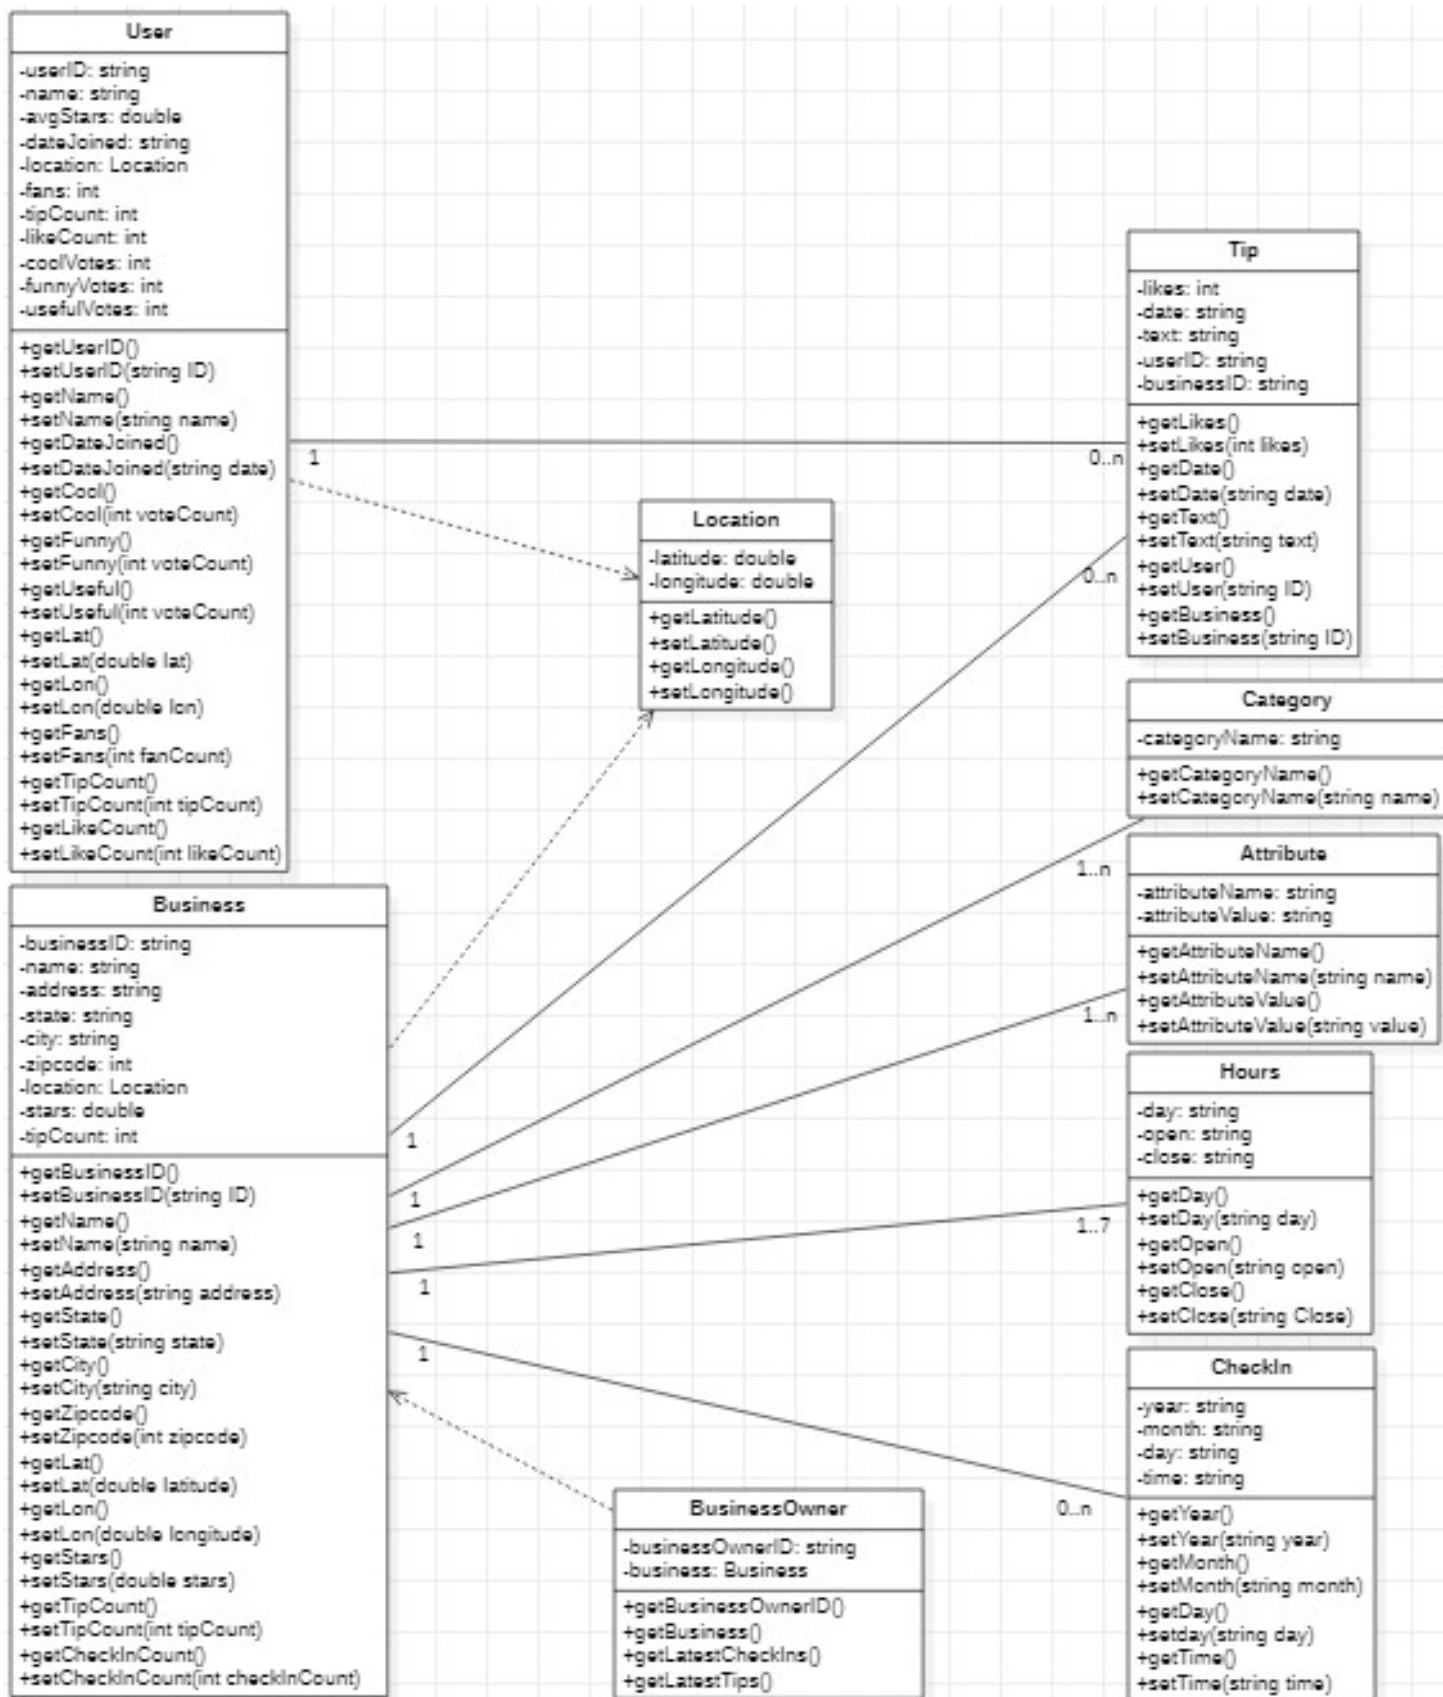 User
-userID: string
-name: string
-avgStars: double
-dateJoined: string
-location: Location
-fans: int
-tipCount: int
-likeCount: int
-coolVotes: int
-funnyVotes: int
-usefulVotes: int
+getUserID()
+setUserID(string ID)
+getName()
+setName(string name)
+getDateJoined()
+setDateJoined(string date)
+getCool()
+setCool(int voteCount)
+getFunny()
+setFunny(int voteCount)
+getUseful()
+setUseful(int voteCount)
+getLat()
+setLat(double lat)
+getLon()
+setLon(double lon)
+getFans()
+setFans(int fanCount)
+getTipCount()
+setTipCount(int tipCount)
+getLikeCount()
+setLikeCount(int likeCount)
1
0..n
Tip
-likes: int
-date: string
-text: string
-userID: string
-businessID: string
+getLikes()
+setLikes(int likes)
+getDate()
+setDate(string date)
+getText()
+setText(string text)
+getUser()
+setUser(string ID)
+getBusiness()
+setBusiness(string ID)
0..n
Location
-latitude: double
-longitude: double
+getLatitude()
+setLatitude()
+getLongitude()
+setLongitude()
Category
-categoryName: string
+getCategoryName()
+setCategoryName(string name)
1..n
Attribute
-attributeName: string
-attributeValue: string
+getAttributeName()
+setAttributeName(string name)
+getAttributeValue()
+setAttributeValue(string value)
1..n
Business
-businessID: string
-name: string
-address: string
-state: string
-city: string
-zipcode: int
-location: Location
-stars: double
-tipCount: int
+getBusinessID()
+setBusinessID(string ID)
+getName()
+setName(string name)
+getAddress()
+setAddress(string address)
+getState()
+setState(string state)
+getCity()
+setCity(string city)
+getZipcode()
+setZipcode(int zipcode)
+getLat()
+setLat(double latitude)
+getLon()
+setLon(double longitude)
+getStars()
+setStars(double stars)
+getTipCount()
+setTipCount(int tipCount)
+getCheckInCount()
+setCheckInCount(int checkInCount)
1
1
1
1
1
Hours
-day: string
-open: string
-close: string
+getDay()
+setDay(string day)
+getOpen()
+setOpen(string open)
+getClose()
+setClose(string Close)
1..7
CheckIn
-year: string
-month: string
-day: string
-time: string
+getYear()
+setYear(string year)
+getMonth()
+setMonth(string month)
+getDay()
+setday(string day)
+getTime()
+setTime(string time)
0..n
BusinessOwner
-businessOwnerID: string
-business: Business
+getBusinessOwnerID()
+getBusiness()
+getLatestCheckIns()
+getLatestTips()